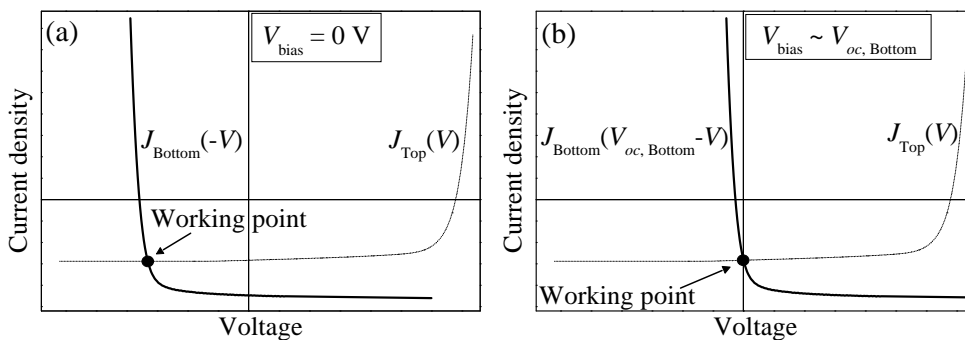 (a)
V_bias = 0 V
J_Bottom(-V)
J_Top(V)
Working point
Current density
Voltage
(b)
V_bias ~ V_oc, Bottom
J_Bottom(V_oc, Bottom-V)
J_Top(V)
Working point
Current density
Voltage